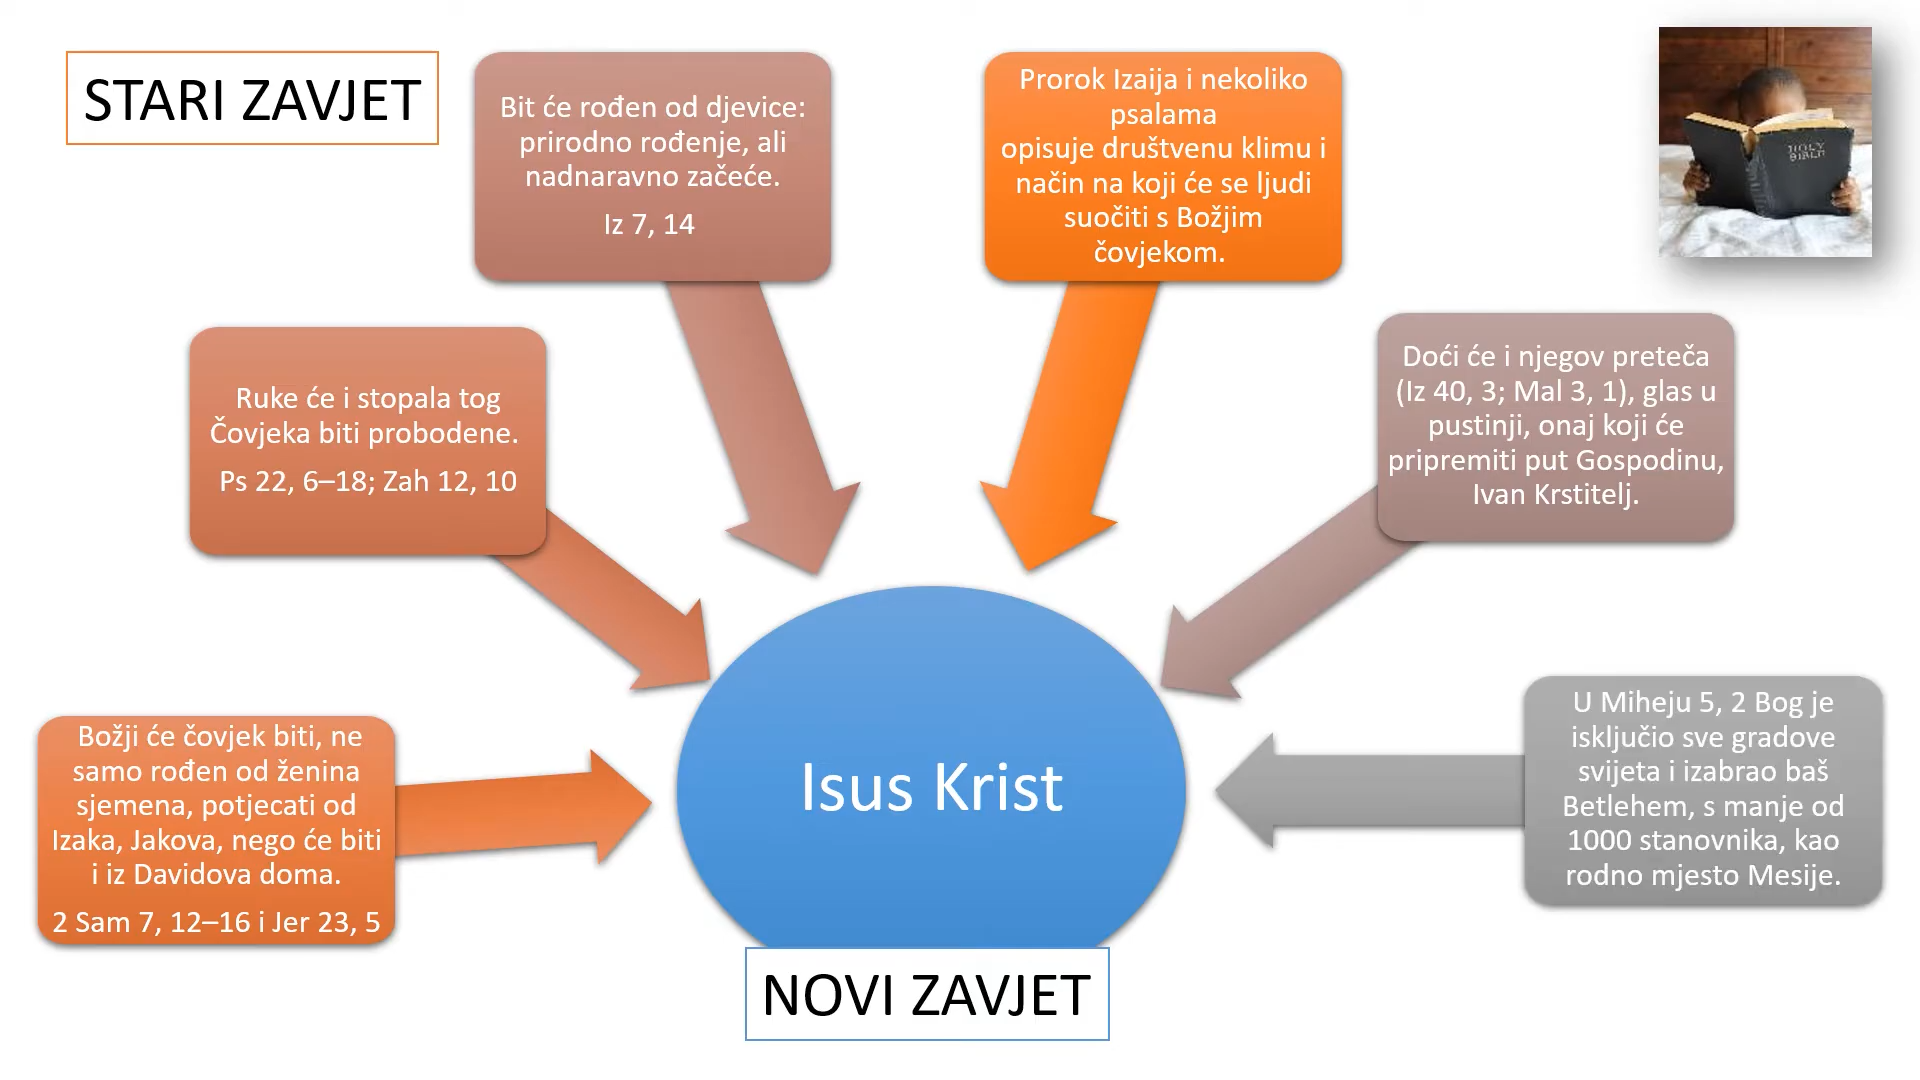 STARI ZAVJET
Bit će rođen od djevice:
prirodno rođenje, ali
nadnaravno začeće.
Iz 7, 14
Prorok Izaija i nekoliko
psalama
opisuje društvenu klimu i
način na koji će se ljudi
suočiti s Božjim
čovjekom.
HOLY
BIBLE
Ruke će i stopala tog
Čovjeka biti probodene.
Ps 22, 6–18; Zah 12, 10
Doći će i njegov preteča
(Iz 40, 3; Mal 3, 1), glas u
pustinji, onaj koji će
pripremiti put Gospodinu,
Ivan Krstitelj.
Božji će čovjek biti, ne
samo rođen od ženina
sjemena, potjecati od
Izaka, Jakova, nego će biti
i iz Davidova doma.
2 Sam 7, 12–16 i Jer 23, 5
Isus Krist
U Miheju 5, 2 Bog je
isključio sve gradove
svijeta i izabrao baš
Betlehem, s manje od
1000 stanovnika, kao
rodno mjesto Mesije.
NOVI ZAVJET